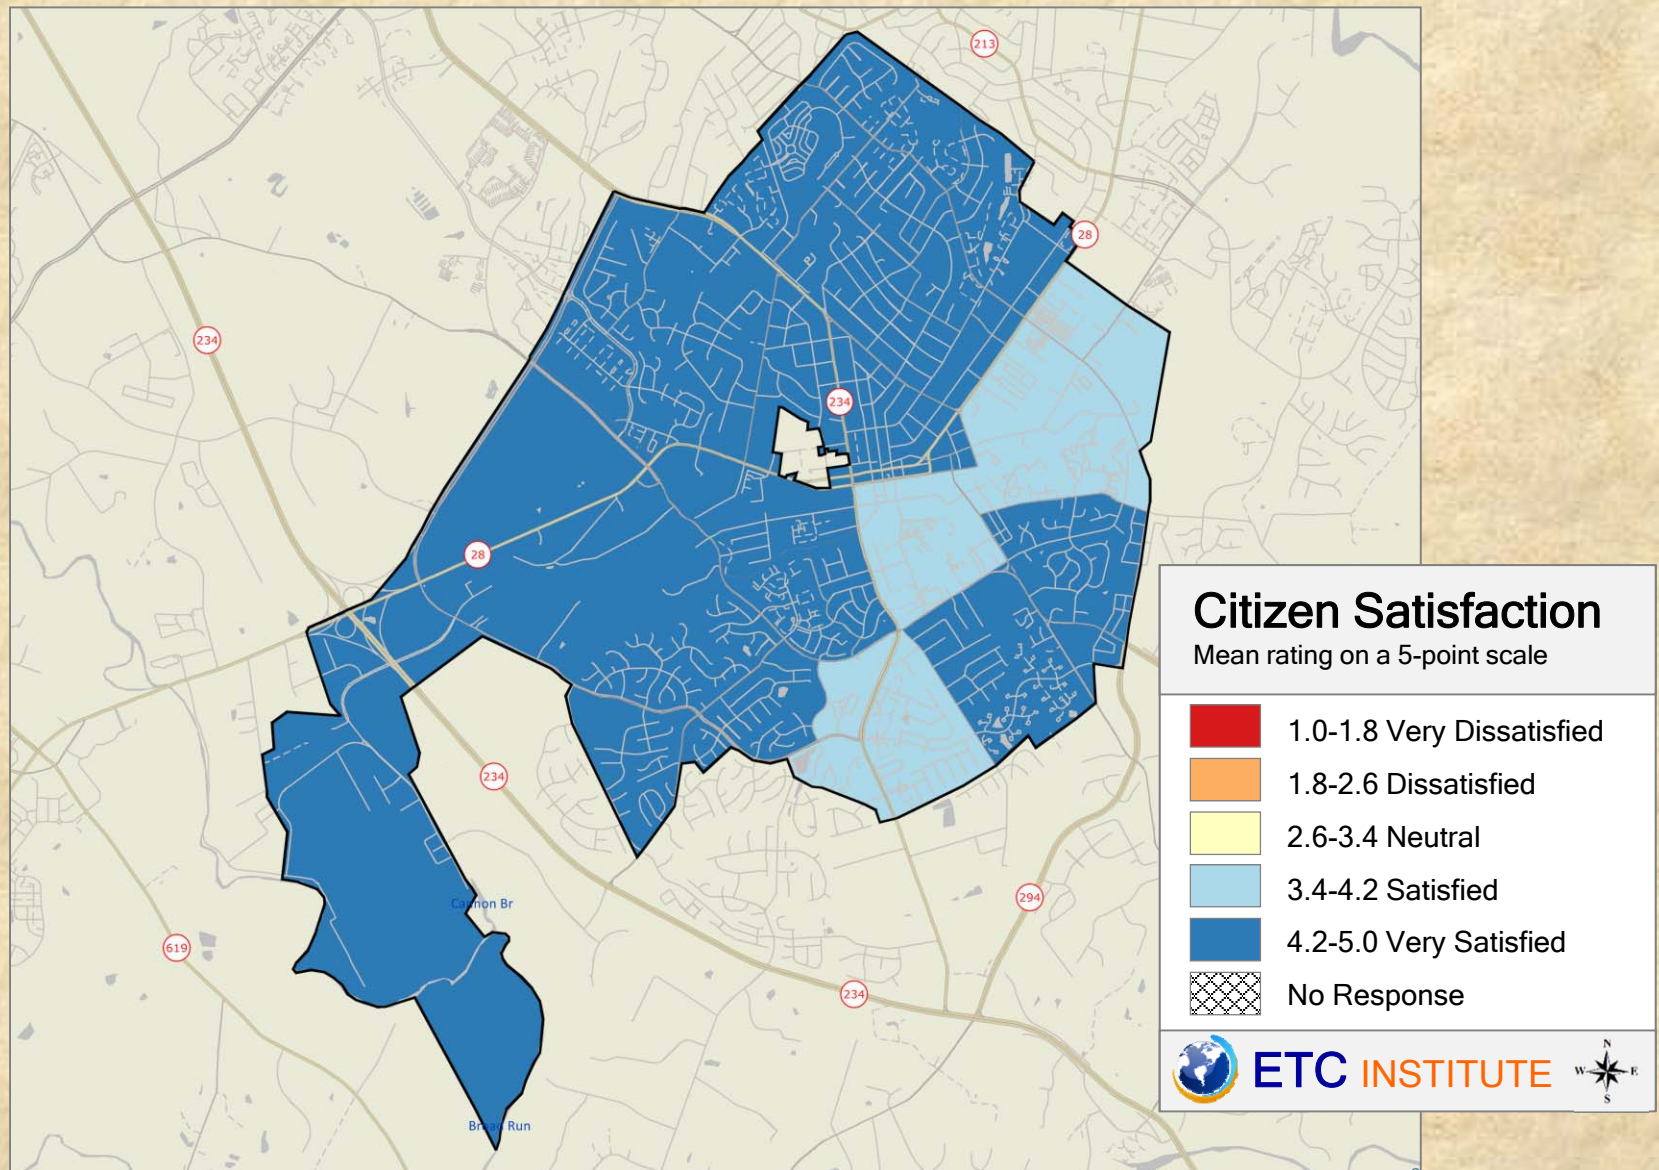 213
28
234
234
28
234
Cannon Br
294
619
234
Broad Run
Citizen Satisfaction
Mean rating on a 5-point scale
1.0-1.8 Very Dissatisfied
1.8-2.6 Dissatisfied
2.6-3.4 Neutral
3.4-4.2 Satisfied
4.2-5.0 Very Satisfied
No Response
ETC INSTITUTE
N
W E
S